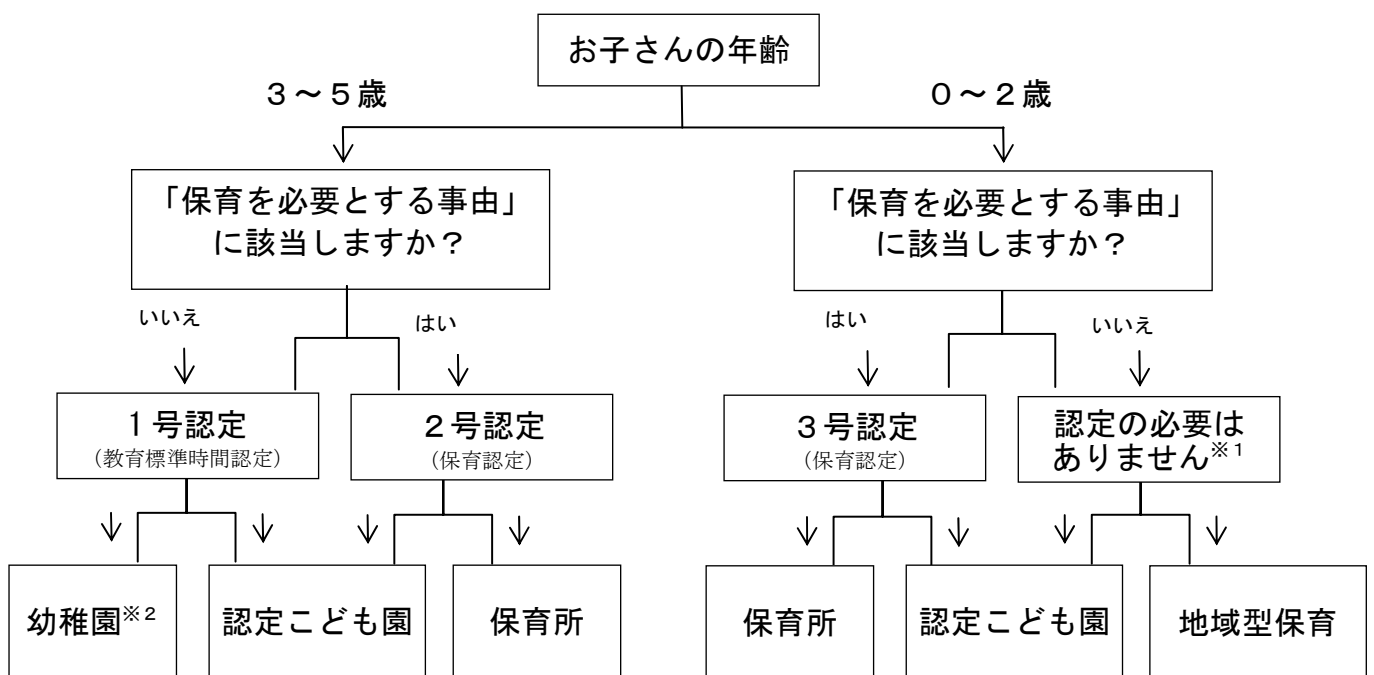 お子さんの年齢
3～5歳
0～2歳
「保育を必要とする事由」
に該当しますか？
「保育を必要とする事由」
に該当しますか？
いいえ
はい
はい
いいえ
1号認定
（教育標準時間認定）
2号認定
（保育認定）
3号認定
（保育認定）
認定の必要は
ありません※1
幼稚園※2
認定こども園
保育所
保育所
認定こども園
地域型保育